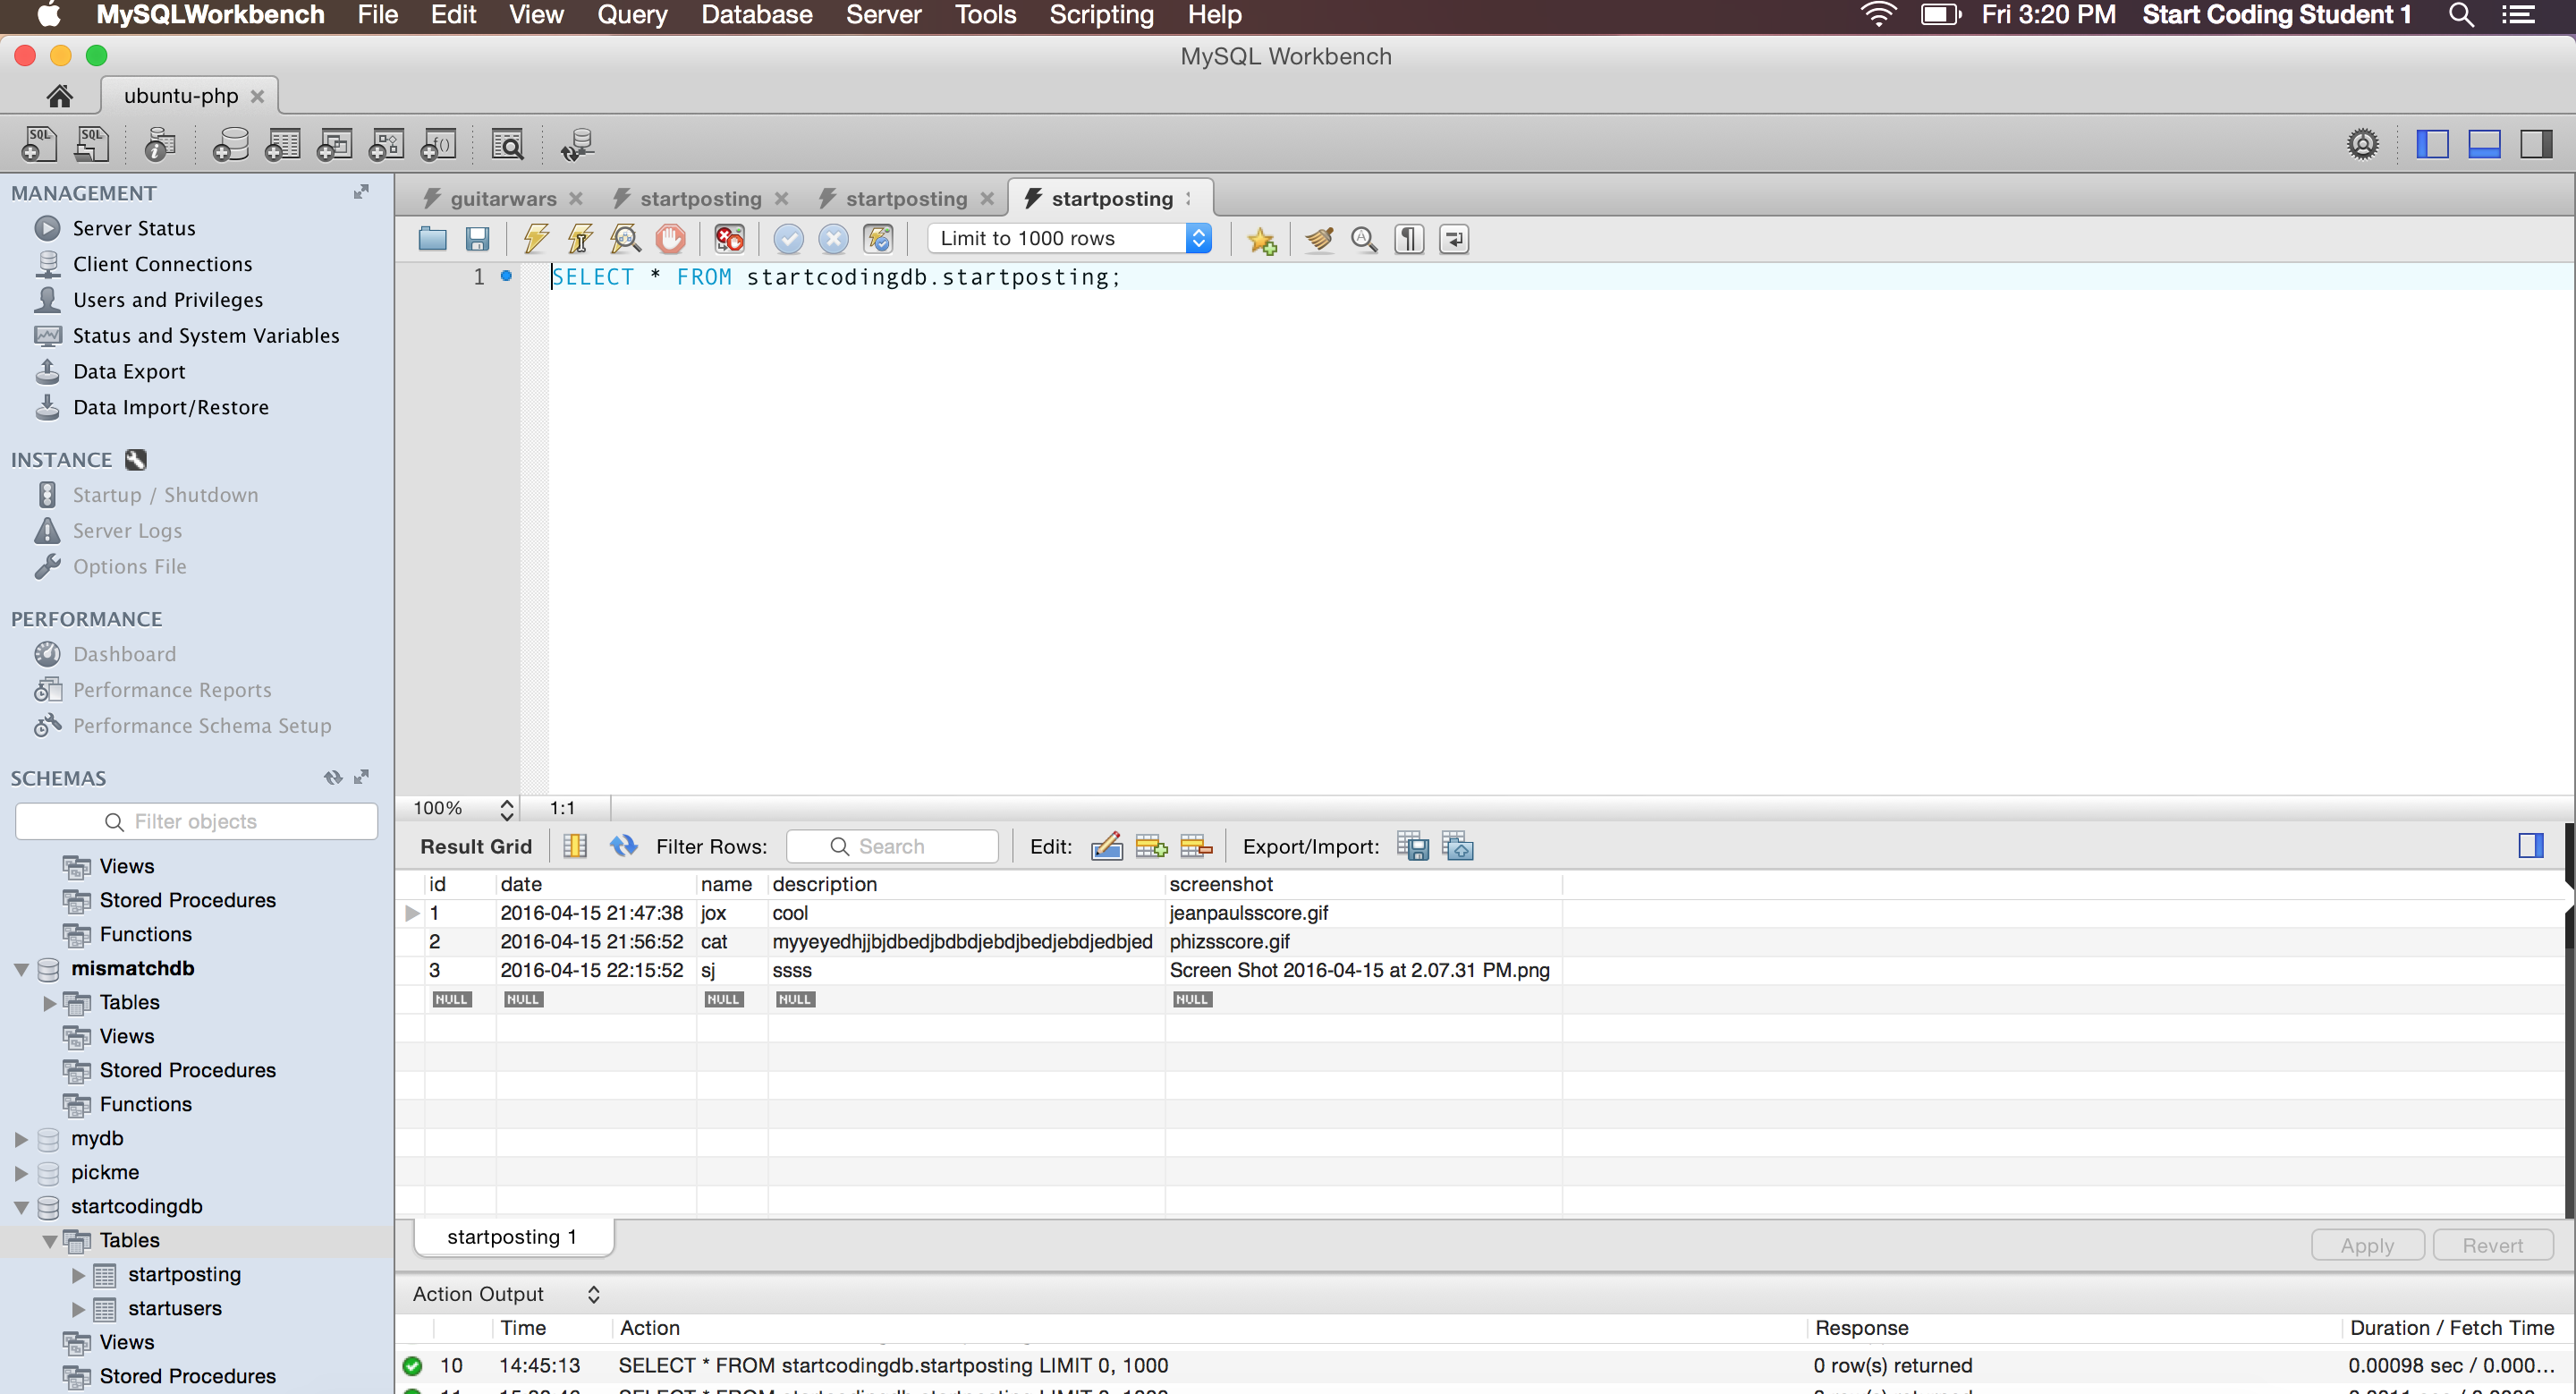 MySQLWorkbench File Edit View Query Database Server Tools Scripting Help Fri 3:20 PM Start Coding Student 1
MySQL Workbench
ubuntu-php
SQL SQL
MANAGEMENT
Server Status
Client Connections
Users and Privileges
Status and System Variables
Data Export
Data Import/Restore
INSTANCE
Startup / Shutdown
Server Logs
Options File
PERFORMANCE
Dashboard
Performance Reports
Performance Schema Setup
SCHEMAS
Filter objects
Views
Stored Procedures
Functions
mismatchdb
Tables
Views
Stored Procedures
Functions
mydb
pickme
startcodingdb
Tables
startposting
startusers
Views
Stored Procedures
guitarwars startposting startposting startposting
Limit to 1000 rows
1 SELECT * FROM startcodingdb.startposting;
100% 1:1
Result Grid Filter Rows: Search Edit: Export/Import:
id date name description screenshot
1 2016-04-15 21:47:38 jox cool jeanpaulsscore.gif
2 2016-04-15 21:56:52 cat myyeyedhjjbjdbedjbdbdjebdjbedjebdjedbjed phizsscore.gif
3 2016-04-15 22:15:52 sj ssss Screen Shot 2016-04-15 at 2.07.31 PM.png
NULL NULL NULL NULL NULL
startposting 1 Apply Revert
Action Output
Time Action Response Duration / Fetch Time
10 14:45:13 SELECT * FROM startcodingdb.startposting LIMIT 0, 1000 0 row(s) returned 0.00098 sec / 0.000...